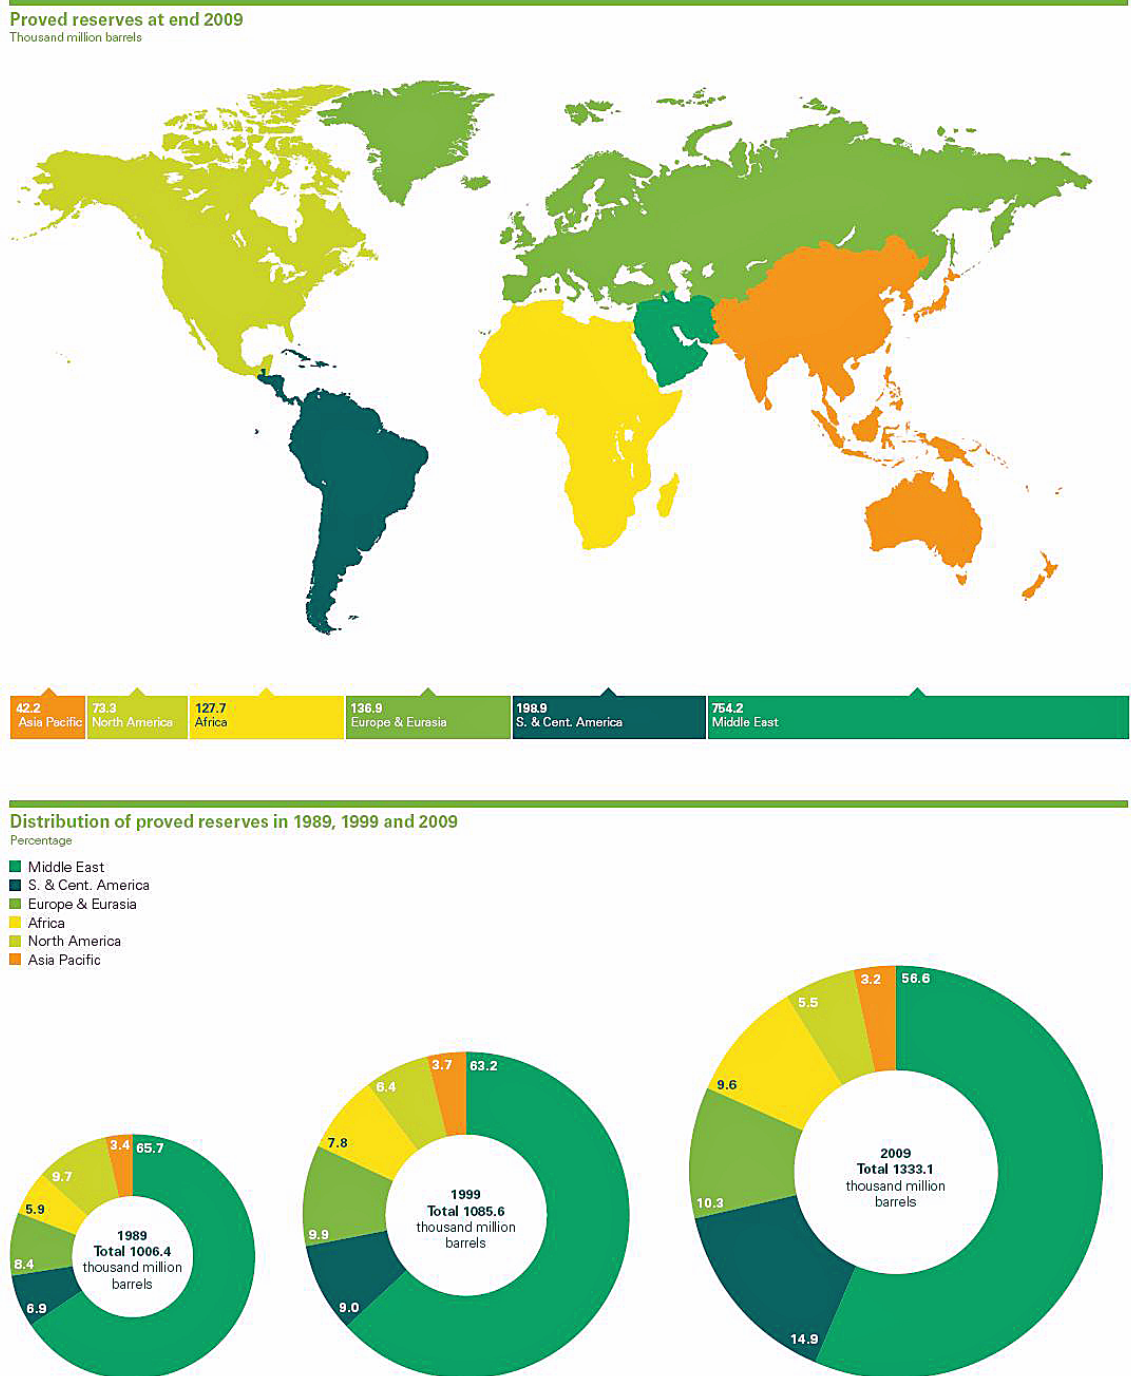 Proved reserves at end 2009
Thousand million barrels
42.2
Asia Pacific
73.3
North America
127.7
Africa
136.9
Europe & Eurasia
198.9
S. & Cent. America
754.2
Middle East
Distribution of proved reserves in 1989, 1999 and 2009
Percentage
Middle East
S. & Cent. America
Europe & Eurasia
Africa
North America
Asia Pacific
3.4
65.7
9.7
5.9
8.4
6.9
1989
Total 1006.4
thousand million
barrels
3.7
63.2
6.4
7.8
9.9
9.0
1999
Total 1085.6
thousand million
barrels
3.2
56.6
5.5
9.6
10.3
14.9
2009
Total 1333.1
thousand million
barrels